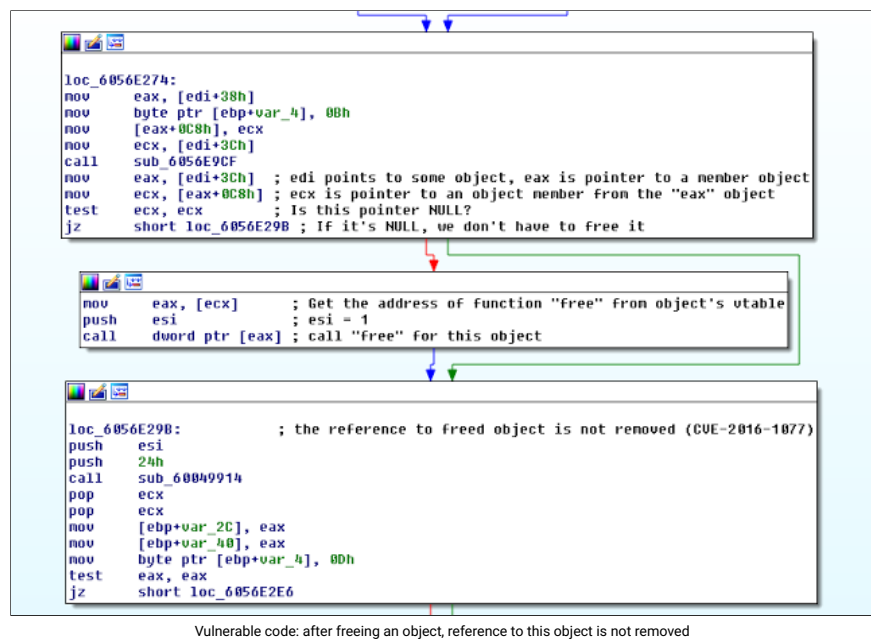 loc_6056E274:
mov eax, [edi+38h]
mov byte ptr [ebp+var_4], 0Bh
mov [eax+0C8h], ecx
mov ecx, [edi+3Ch]
call sub_6056E9CF
mov eax, [edi+3Ch] ; edi points to some object, eax is pointer to a member object
mov ecx, [eax+0C8h] ; ecx is pointer to an object member from the "eax" object
test ecx, ecx ; Is this pointer NULL?
jz short loc_6056E29B ; If it's NULL, we don't have to free it
mov eax, [ecx] ; Get the address of function "free" from object's vtable
push esi ; esi = 1
call dword ptr [eax] ; call "free" for this object
loc_6056E29B: ; the reference to freed object is not removed (CVE-2016-1077)
push esi
push 24h
call sub_60049914
pop ecx
pop ecx
mov [ebp+var_2C], eax
mov [ebp+var_40], eax
mov byte ptr [ebp+var_4], 0Dh
test eax, eax
jz short loc_6056E2E6
Vulnerable code: after freeing an object, reference to this object is not removed